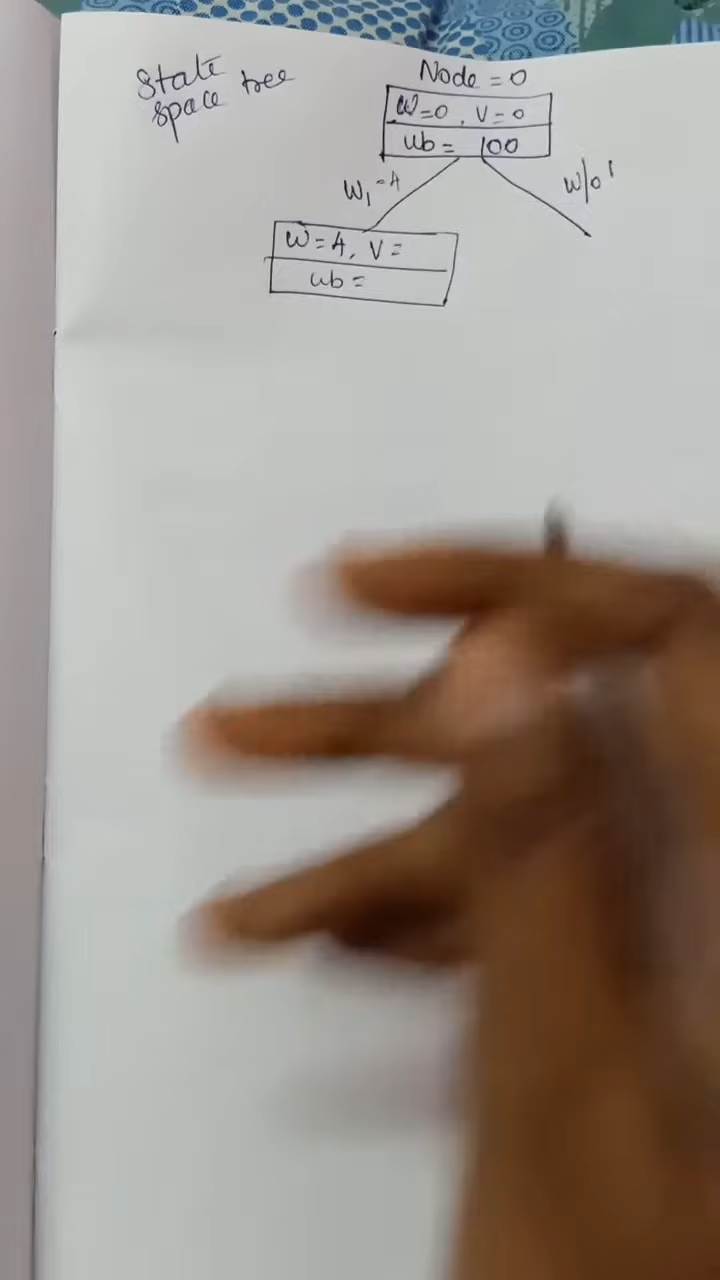 State
space tree
Node = 0
W=0, V=0
ub = 100
W₁=4
w/o 1
W=4, V=
ub=